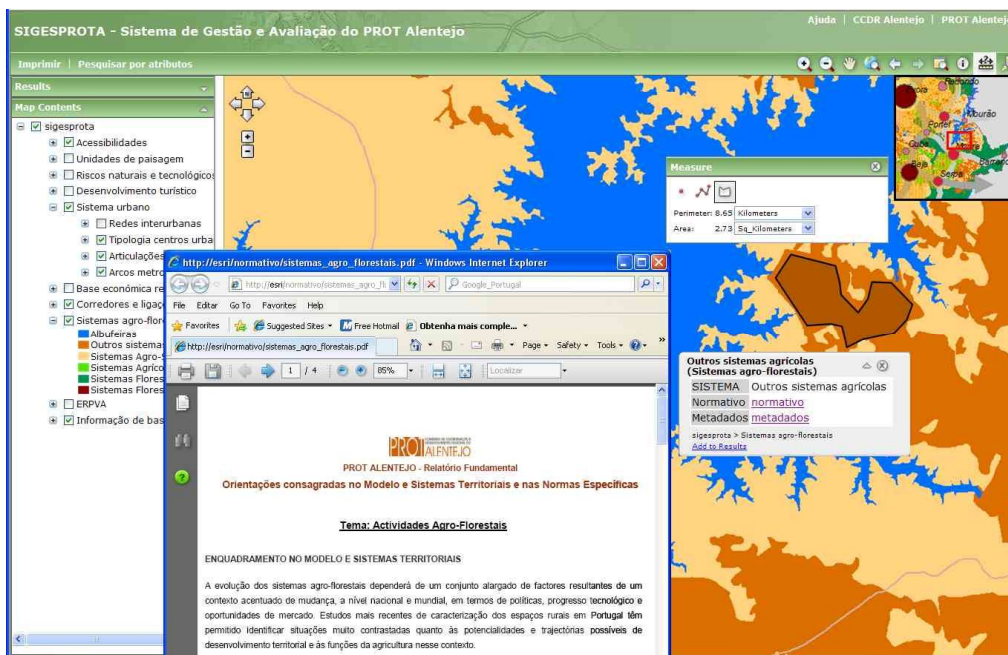 SIGESPROTA - Sistema de Gestão e Avaliação do PROT Alentejo
Ajuda | CCDR Alentejo | PROT Alentejo
Imprimir | Pesquisar por atributos
Results
Map Contents
sigesprota
Acessibilidades
Unidades de paisagem
Riscos naturais e tecnológicos
Desenvolvimento turístico
Sistema urbano
Redes interurbanas
Tipologia centros urba
Articulações
Arcos metro
Base económica re
Corredores e ligaç
Sistemas agro-flor
Albufeiras
Outros sistemas
Sistemas Agro-S
Sistemas Agríco
Sistemas Flores
Sistemas Flores
ERPVA
Informação de bas
Redondo
Évora
Mourão
Portel
Cuba
Moura
Beja
Serpa
Barranc
Measure
Perimeter: 8.65 Kilometers
Area: 2.73 Sq_Kilometers
Outros sistemas agrícolas
(Sistemas agro-florestais)
SISTEMA Outros sistemas agrícolas
Normativo normativo
Metadados metadados
sigesprota > Sistemas agro-florestais
Add to Results
http://esri/normativo/sistemas_agro_florestais.pdf - Windows Internet Explorer
http://esri/normativo/sistemas_agro_fl
Google_Portugal
File Editar Go To Favorites Help
Favorites Suggested Sites Free Hotmail Obtenha mais comple...
http://esri/normativo/sistemas_agro_florestais.pdf
Page Safety Tools
1 / 4 85% Localizar
PROT ALENTEJO
PROT ALENTEJO - Relatório Fundamental
Orientações consagradas no Modelo e Sistemas Territoriais e nas Normas Específicas
Tema: Actividades Agro-Florestais
ENQUADRAMENTO NO MODELO E SISTEMAS TERRITORIAIS
A evolução dos sistemas agro-florestais dependerá de um conjunto alargado de factores resultantes de um
contexto acentuado de mudança, a nível nacional e mundial, em termos de políticas, progresso tecnológico e
oportunidades de mercado. Estudos mais recentes de caracterização dos espaços rurais em Portugal têm
permitido identificar situações muito contrastadas quanto às potencialidades e trajectórias possíveis de
desenvolvimento territorial e às funções da agricultura nesse contexto.